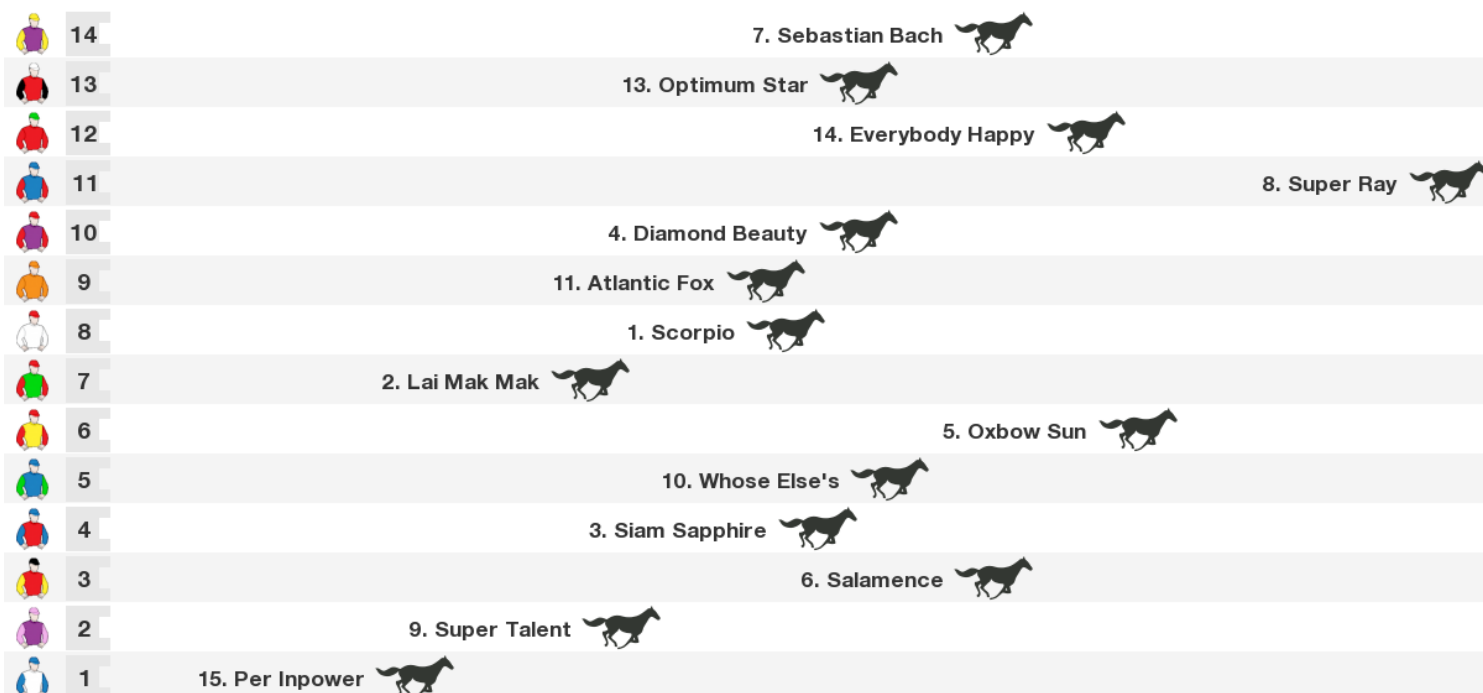 14 7. Sebastian Bach
13 13. Optimum Star
12 14. Everybody Happy
11 8. Super Ray
10 4. Diamond Beauty
9 11. Atlantic Fox
8 1. Scorpio
7 2. Lai Mak Mak
6 5. Oxbow Sun
5 10. Whose Else's
4 3. Siam Sapphire
3 6. Salamence
2 9. Super Talent
1 15. Per Inpower